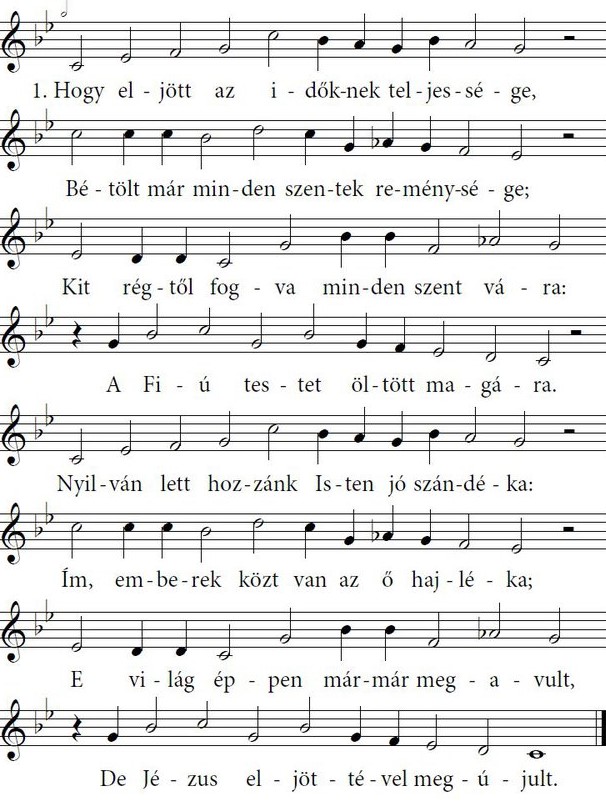 1. Hogy el - jött az i - dők-nek tel-jes-sé - ge,
Bé - tölt már min-den szen-tek re-mény-sé - ge;
Kit rég-től fog - va min-den szent vá - ra:
A Fi - ú tes - tet öl-tött ma - gá - ra.
Nyil-ván lett hoz-zánk Is-ten jó szán-dé - ka:
Ím, em-be-rek közt van az ő haj-lé - ka;
E vi-lág ép - pen már-már meg - a - vult,
De Jé - zus el - jöt - té-vel meg-ú - jult.